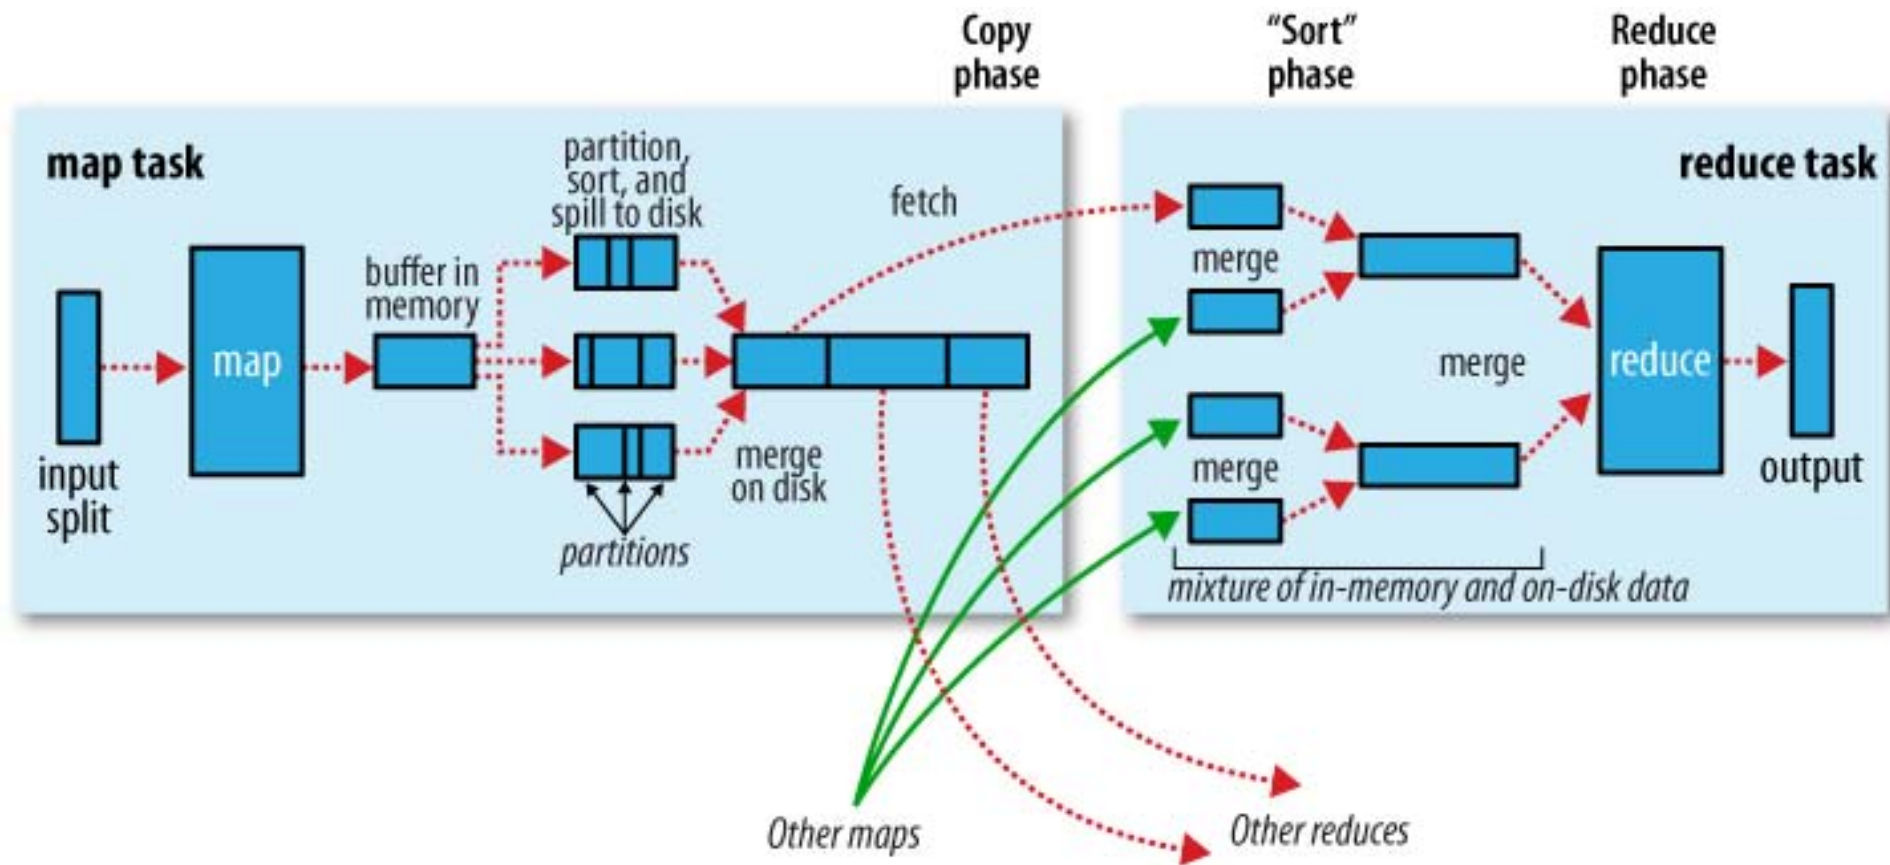 Copy
phase
“Sort”
phase
Reduce
phase
map task
partition,
sort, and
spill to disk
fetch
buffer in
memory
map
input
split
merge
on disk
partitions
reduce task
merge
merge
merge
reduce
output
mixture of in-memory and on-disk data
Other maps
Other reduces